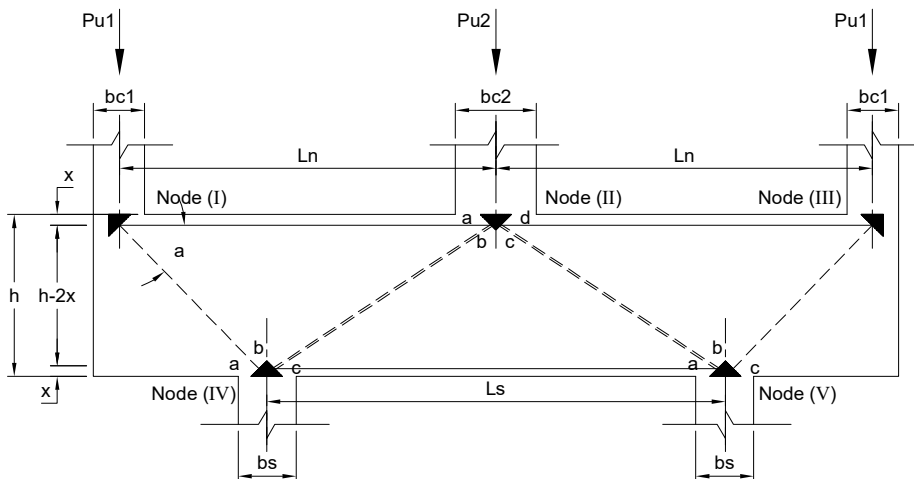 Pu1
Pu2
Pu1
bc1
bc2
bc1
Ln
Ln
x
Node (I)
Node (II)
Node (III)
a
d
b
c
a
h
h-2x
b
b
a
c
a
c
x
Node (IV)
Ls
Node (V)
bs
bs